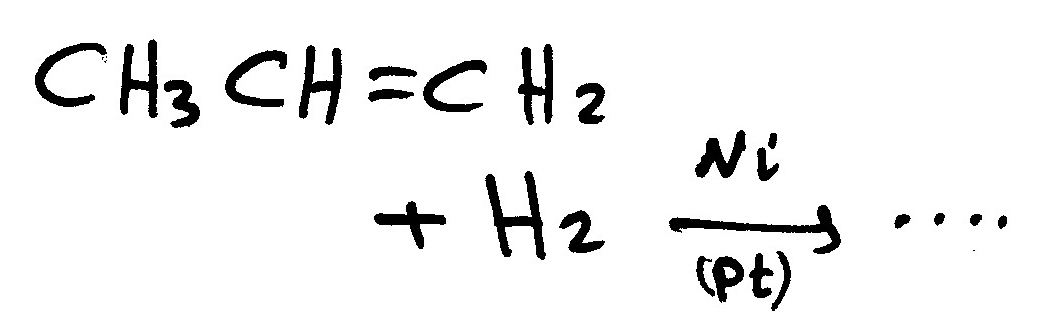 CH3CH=CH2
+ H2 Ni (Pt) → ....